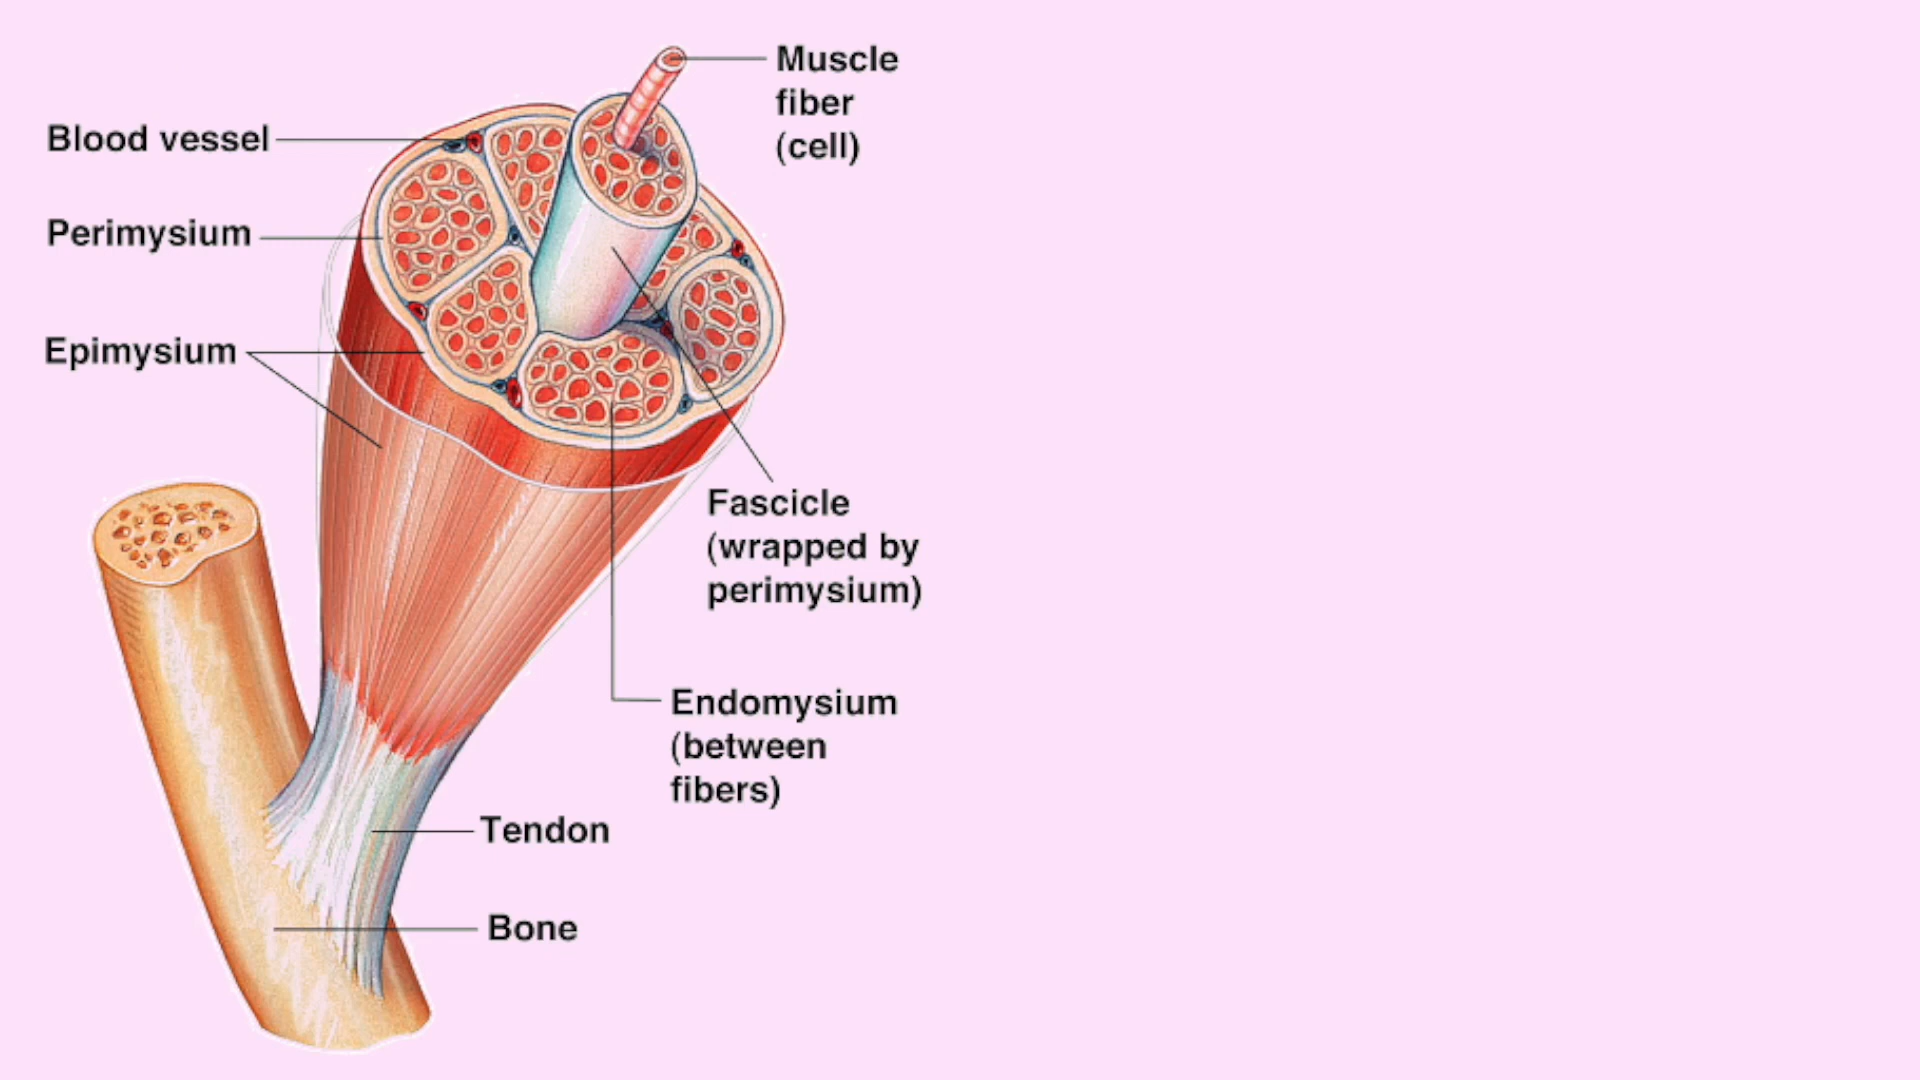 Muscle
fiber
(cell)
Blood vessel
Perimysium
Epimysium
Fascicle
(wrapped by
perimysium)
Endomysium
(between
fibers)
Tendon
Bone